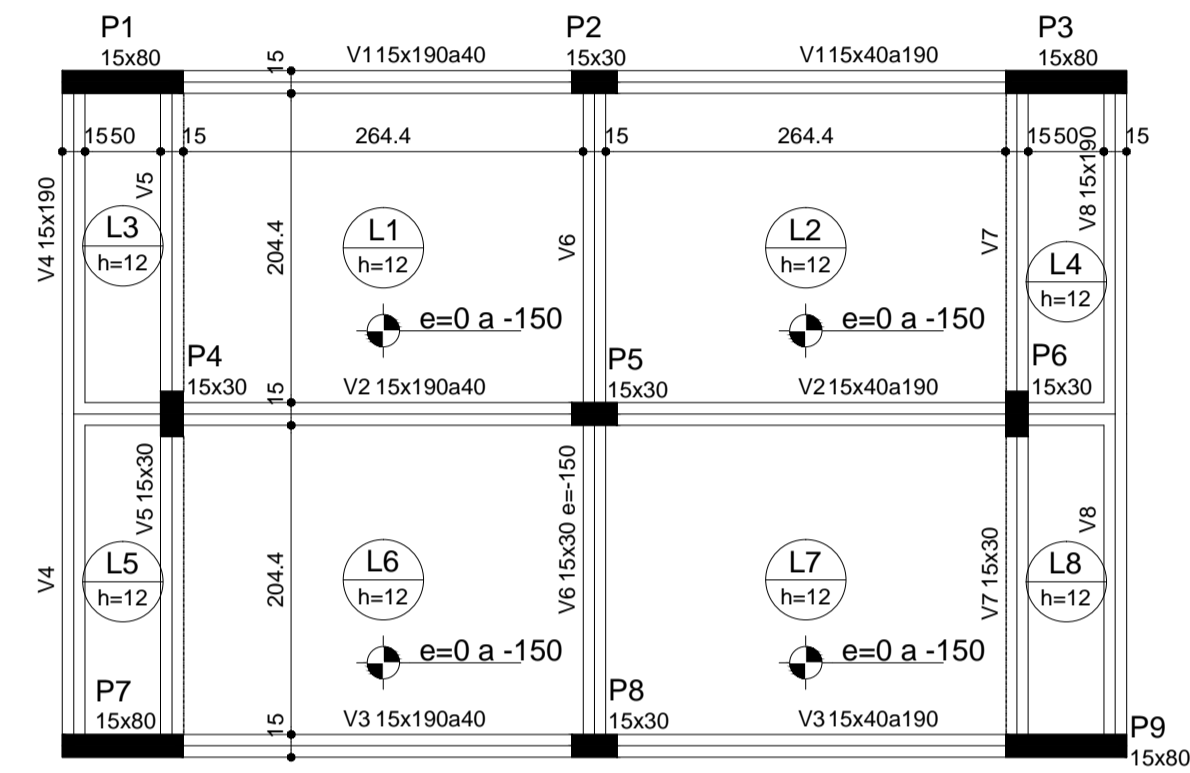 P1
15x80
15
V115x190a40
P2
15x30
V115x40a190
P3
15x80
1550
15
264.4
15
264.4
1550
15
V4 15x190
V5
204.4
V6
V7
V8 15x190
L3
h=12
L1
h=12
L2
h=12
L4
h=12
e=0 a -150
e=0 a -150
P4
15x30
15
V2 15x190a40
P5
15x30
V2 15x40a190
P6
15x30
V4
V5 15x30
204.4
V6 15x30 e=-150
V7 15x30
V8
L5
h=12
L6
h=12
L7
h=12
L8
h=12
e=0 a -150
e=0 a -150
P7
15x80
15
V3 15x190a40
P8
15x30
V3 15x40a190
P9
15x80